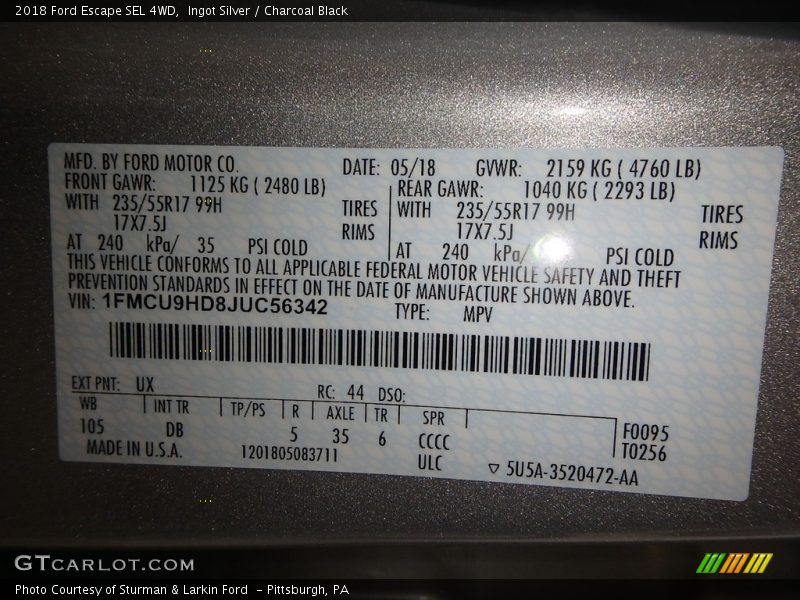 2018 Ford Escape SEL 4WD,  Ingot Silver / Charcoal Black
MFD. BY FORD MOTOR CO. DATE: 05/18 GVWR: 2159 KG ( 4760 LB)
FRONT GAWR: 1125 KG ( 2480 LB) REAR GAWR: 1040 KG ( 2293 LB)
WITH 235/55R17 99H TIRES WITH 235/55R17 99H TIRES
17X7.5J RIMS 17X7.5J RIMS
AT 240 kPa/ 35 PSI COLD AT 240 kPa/ PSI COLD
THIS VEHICLE CONFORMS TO ALL APPLICABLE FEDERAL MOTOR VEHICLE SAFETY AND THEFT
PREVENTION STANDARDS IN EFFECT ON THE DATE OF MANUFACTURE SHOWN ABOVE.
VIN: 1FMCU9HD8JUC56342 TYPE: MPV
EXT PNT: UX RC: 44 DSO:
WB INT TR TP/PS R AXLE TR SPR F0095
105 DB 5 35 6 CCCC T0256
MADE IN U.S.A. 1201805083711 ULC ▽ 5U5A-3520472-AA
GTCARLOT.COM
Photo Courtesy of Sturman & Larkin Ford  - Pittsburgh, PA